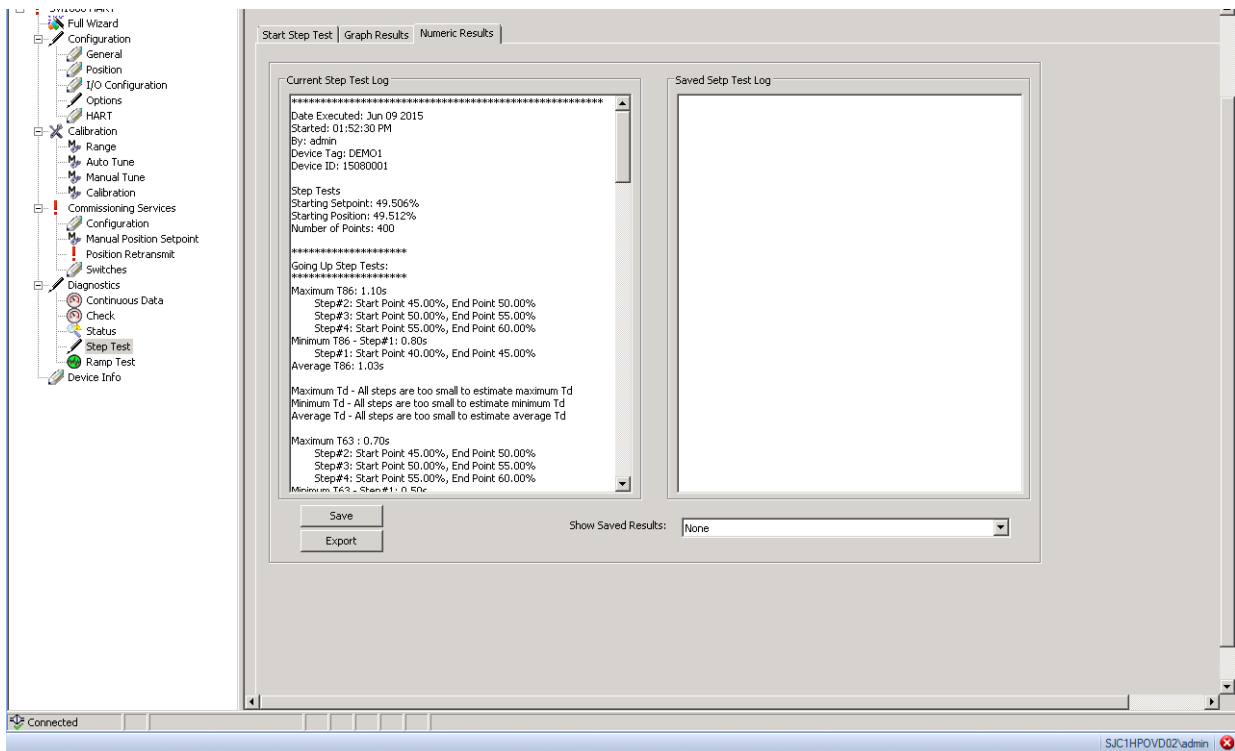 Full Wizard
Configuration
General
Position
I/O Configuration
Options
HART
Calibration
Range
Auto Tune
Manual Tune
Calibration
Commissioning Services
Configuration
Manual Position Setpoint
Position Retransmit
Switches
Diagnostics
Continuous Data
Check
Status
Step Test
Ramp Test
Device Info
Start Step Test Graph Results Numeric Results
Current Step Test Log
Date Executed: Jun 09 2015
Started: 01:52:30 PM
By: admin
Device Tag: DEMO1
Device ID: 15080001
Step Tests
Starting Setpoint: 49.506%
Starting Position: 49.512%
Number of Points: 400
********************
Going Up Step Tests:
********************
Maximum T86: 1.10s
Step#2: Start Point 45.00%, End Point 50.00%
Step#3: Start Point 50.00%, End Point 55.00%
Step#4: Start Point 55.00%, End Point 60.00%
Minimum T86 - Step#1: 0.80s
Step#1: Start Point 40.00%, End Point 45.00%
Average T86: 1.03s
Maximum Td - All steps are too small to estimate maximum Td
Minimum Td - All steps are too small to estimate minimum Td
Average Td - All steps are too small to estimate average Td
Maximum T63 : 0.70s
Step#2: Start Point 45.00%, End Point 50.00%
Step#3: Start Point 50.00%, End Point 55.00%
Step#4: Start Point 55.00%, End Point 60.00%
Minimum T63 - Step#1: 0.50s
Saved Setp Test Log
Save
Export
Show Saved Results: None
Connected
SJC1HPOVD02\admin